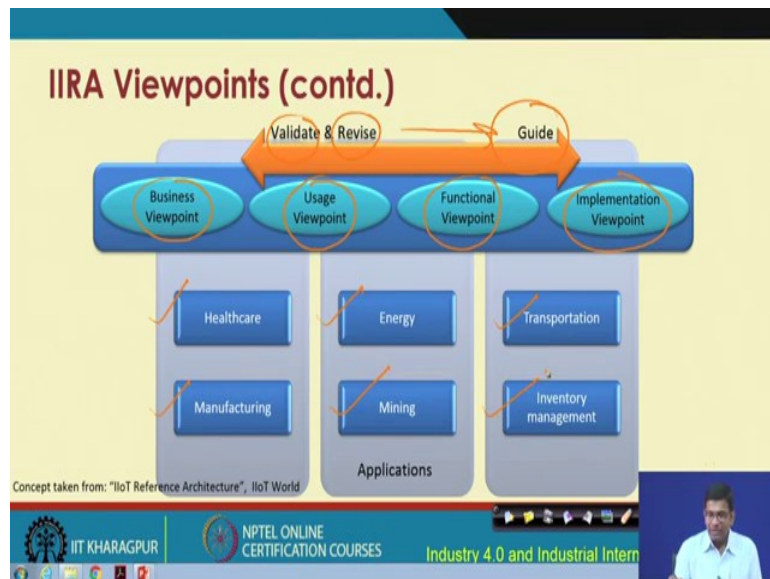 IIRA Viewpoints (contd.)
Validate & Revise
Guide
Business
Viewpoint
Usage
Viewpoint
Functional
Viewpoint
Implementation
Viewpoint
Healthcare
Energy
Transportation
Manufacturing
Mining
Inventory
management
Applications
Concept taken from: "IIoT Reference Architecture", IIoT World
IIT KHARAGPUR
NPTEL ONLINE
CERTIFICATION COURSES
Industry 4.0 and Industrial Intern